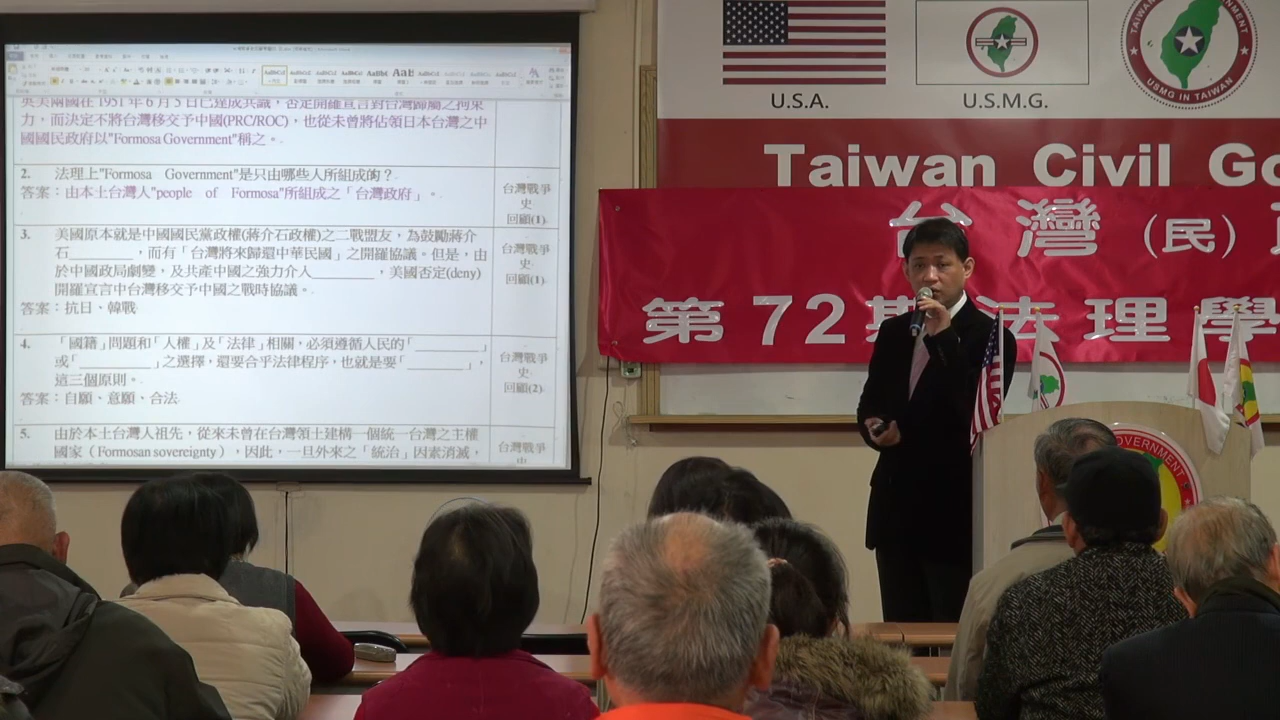 英美兩國在 1951 年 6 月 5 日已達成共識，否定開羅宣言對台灣歸屬之拘束
力，而決定不將台灣移交予中國(PRC/ROC)，也從未曾將佔領日本台灣之中
國國民政府以"Formosa Government"稱之。
2. 法理上"Formosa Government"是只由哪些人所組成的？
答案：由本土台灣人"people of Formosa"所組成之「台灣政府」。
台灣戰爭
史
回顧(1)
3. 美國原本就是中國國民黨政權(蔣介石政權)之二戰盟友，為鼓勵蔣介
石________，而有「台灣將來歸還中華民國」之開羅協議。但是，由
於中國政局劇變，及共產中國之強力介入________，美國否定(deny)
開羅宣言中台灣移交予中國之戰時協議。
答案：抗日、韓戰
台灣戰爭
史
回顧(1)
4. 「國籍」問題和「人權」及「法律」相關，必須遵循人民的「________」
或「________」之選擇，還要合乎法律程序，也就是要「________」，
這三個原則。
答案：自願、意願、合法
台灣戰爭
史
回顧(2)
5. 由於本土台灣人祖先，從來未曾在台灣領土建構一個統一台灣之主權
國家（Formosan sovereignty），因此，一旦外來之「統治」因素消滅，
台灣戰爭
史
U.S.A.
U.S.M.G.
USMG IN TAIWAN
Taiwan Civil Go
台灣(民)
第72期法理學
GOVERNMENT